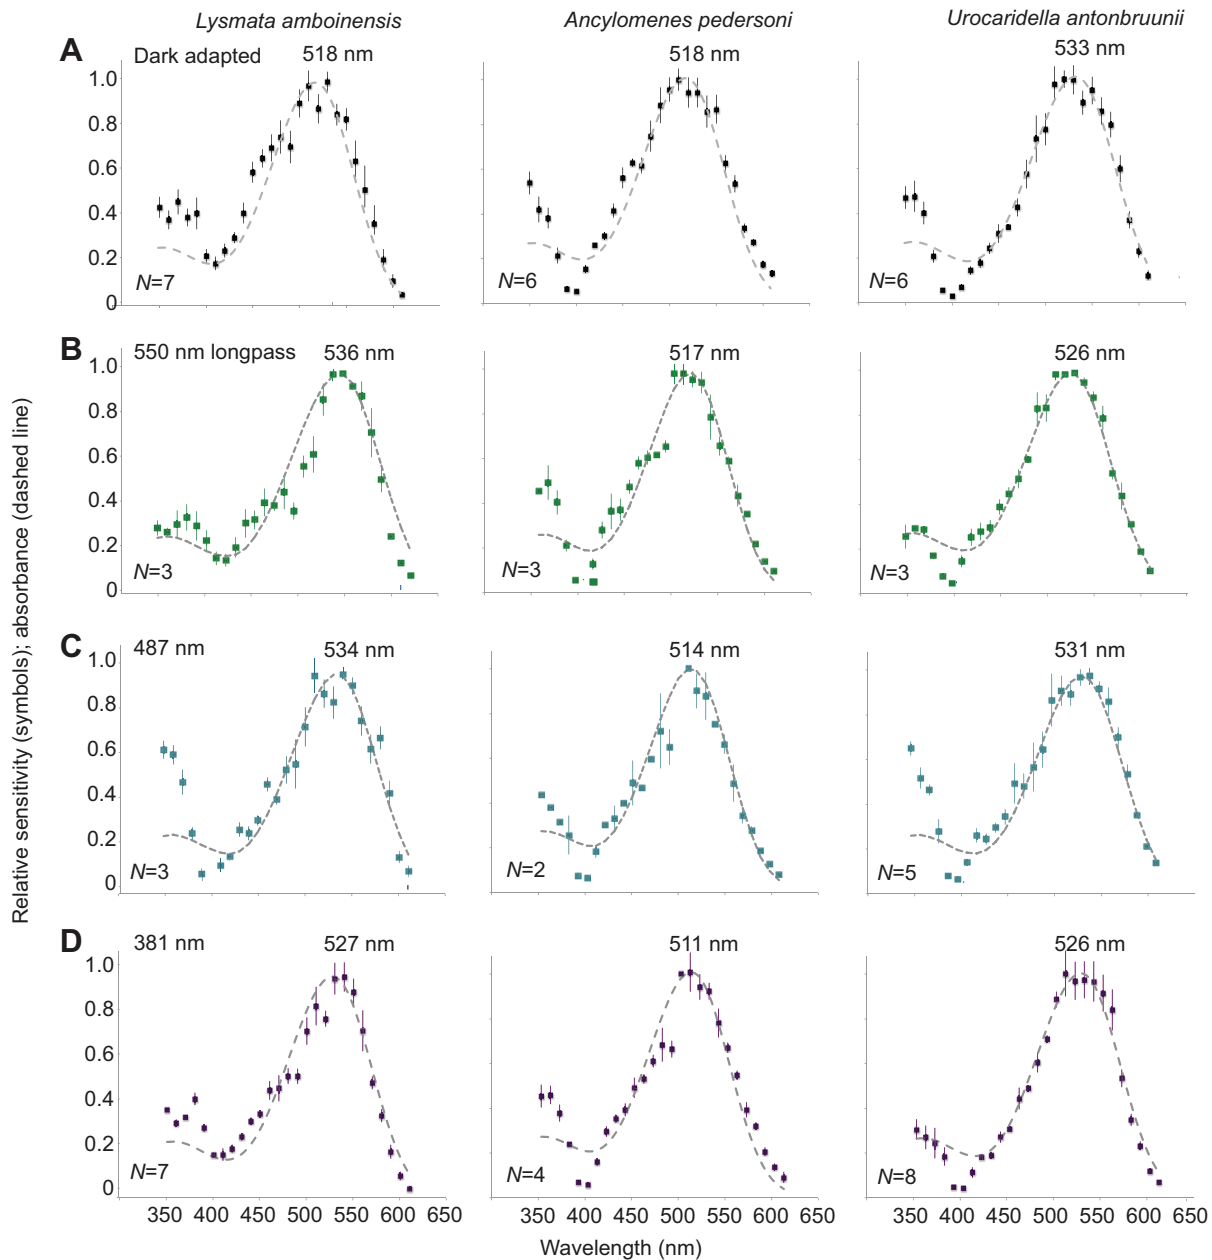 Lysmata amboinensis Ancylomenes pedersoni Urocaridella antonbruunii
A Dark adapted 518 nm 518 nm 533 nm
1.0
0.8
0.6
0.4
0.2
0
N=7 N=6 N=6
B 550 nm longpass 536 nm 517 nm 526 nm
1.0
0.8
0.6
0.4
0.2
0
N=3 N=3 N=3
C 487 nm 534 nm 514 nm 531 nm
1.0
0.8
0.6
0.4
0.2
0
N=3 N=2 N=5
D 381 nm 527 nm 511 nm 526 nm
1.0
0.8
0.6
0.4
0.2
0
N=7 N=4 N=8
350 400 450 500 550 600 650 350 400 450 500 550 600 650 350 400 450 500 550 600 650
Wavelength (nm)
Relative sensitivity (symbols); absorbance (dashed line)